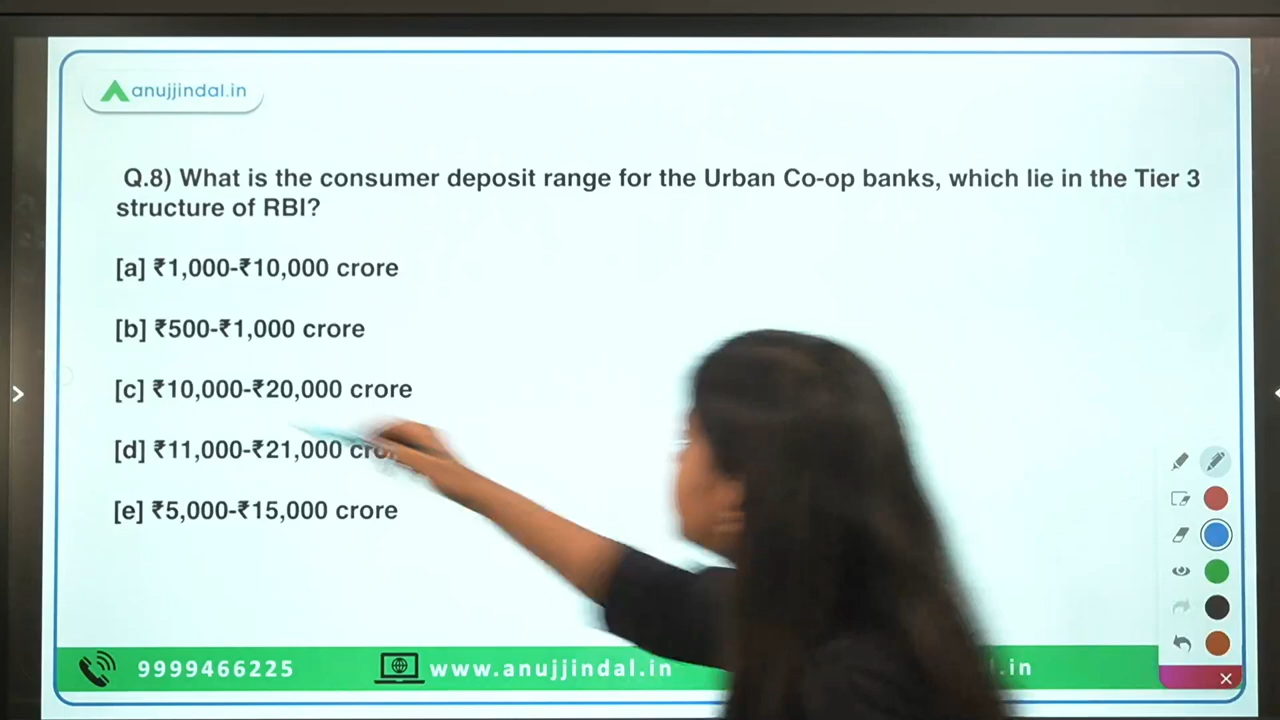 anujjindal.in
Q.8) What is the consumer deposit range for the Urban Co-op banks, which lie in the Tier 3
structure of RBI?
[a] ₹1,000-₹10,000 crore
[b] ₹500-₹1,000 crore
[c] ₹10,000-₹20,000 crore
[d] ₹11,000-₹21,000
[e] ₹5,000-₹15,000 crore
9999466225 www.anujjindal.in .in